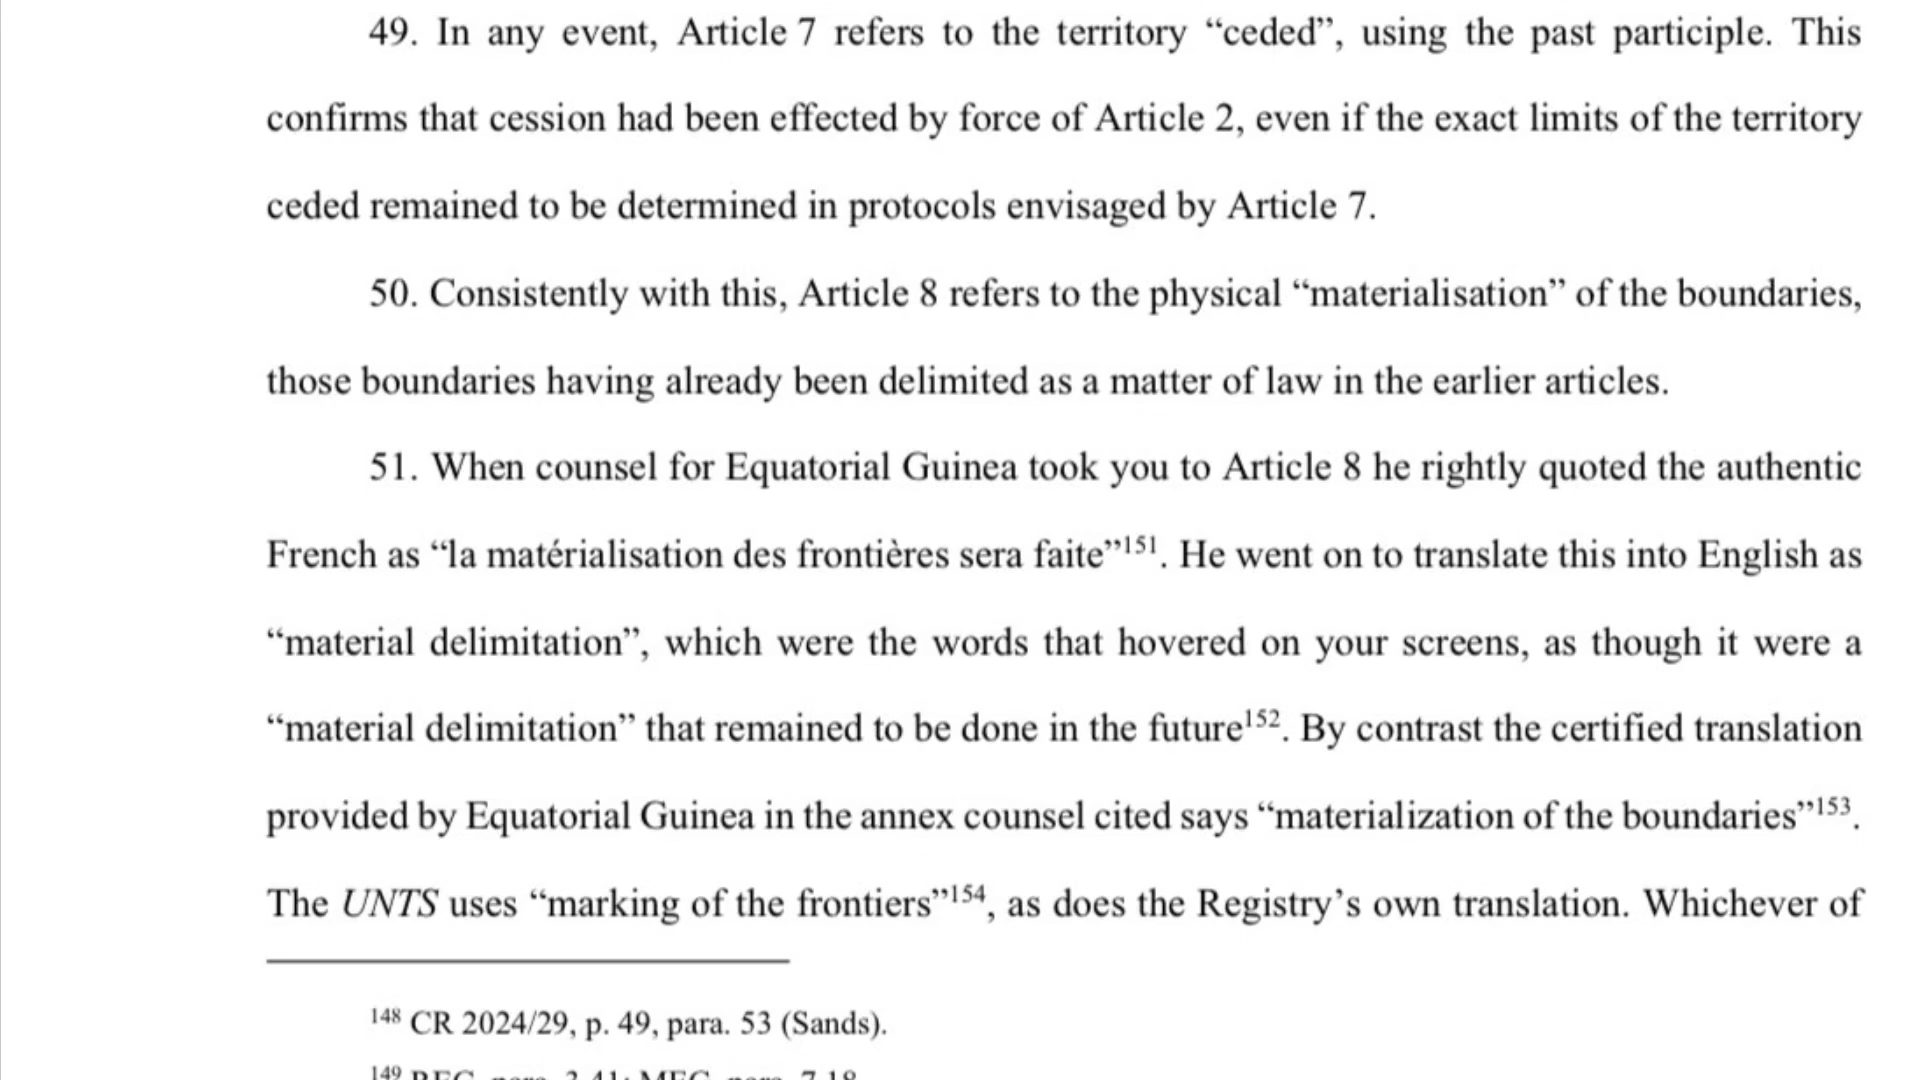 49. In any event, Article 7 refers to the territory “ceded”, using the past participle. This
confirms that cession had been effected by force of Article 2, even if the exact limits of the territory
ceded remained to be determined in protocols envisaged by Article 7.
50. Consistently with this, Article 8 refers to the physical “materialisation” of the boundaries,
those boundaries having already been delimited as a matter of law in the earlier articles.
51. When counsel for Equatorial Guinea took you to Article 8 he rightly quoted the authentic
French as “la matérialisation des frontières sera faite”151. He went on to translate this into English as
“material delimitation”, which were the words that hovered on your screens, as though it were a
“material delimitation” that remained to be done in the future152. By contrast the certified translation
provided by Equatorial Guinea in the annex counsel cited says “materialization of the boundaries”153.
The UNTS uses “marking of the frontiers”154, as does the Registry’s own translation. Whichever of
148 CR 2024/29, p. 49, para. 53 (Sands).
149